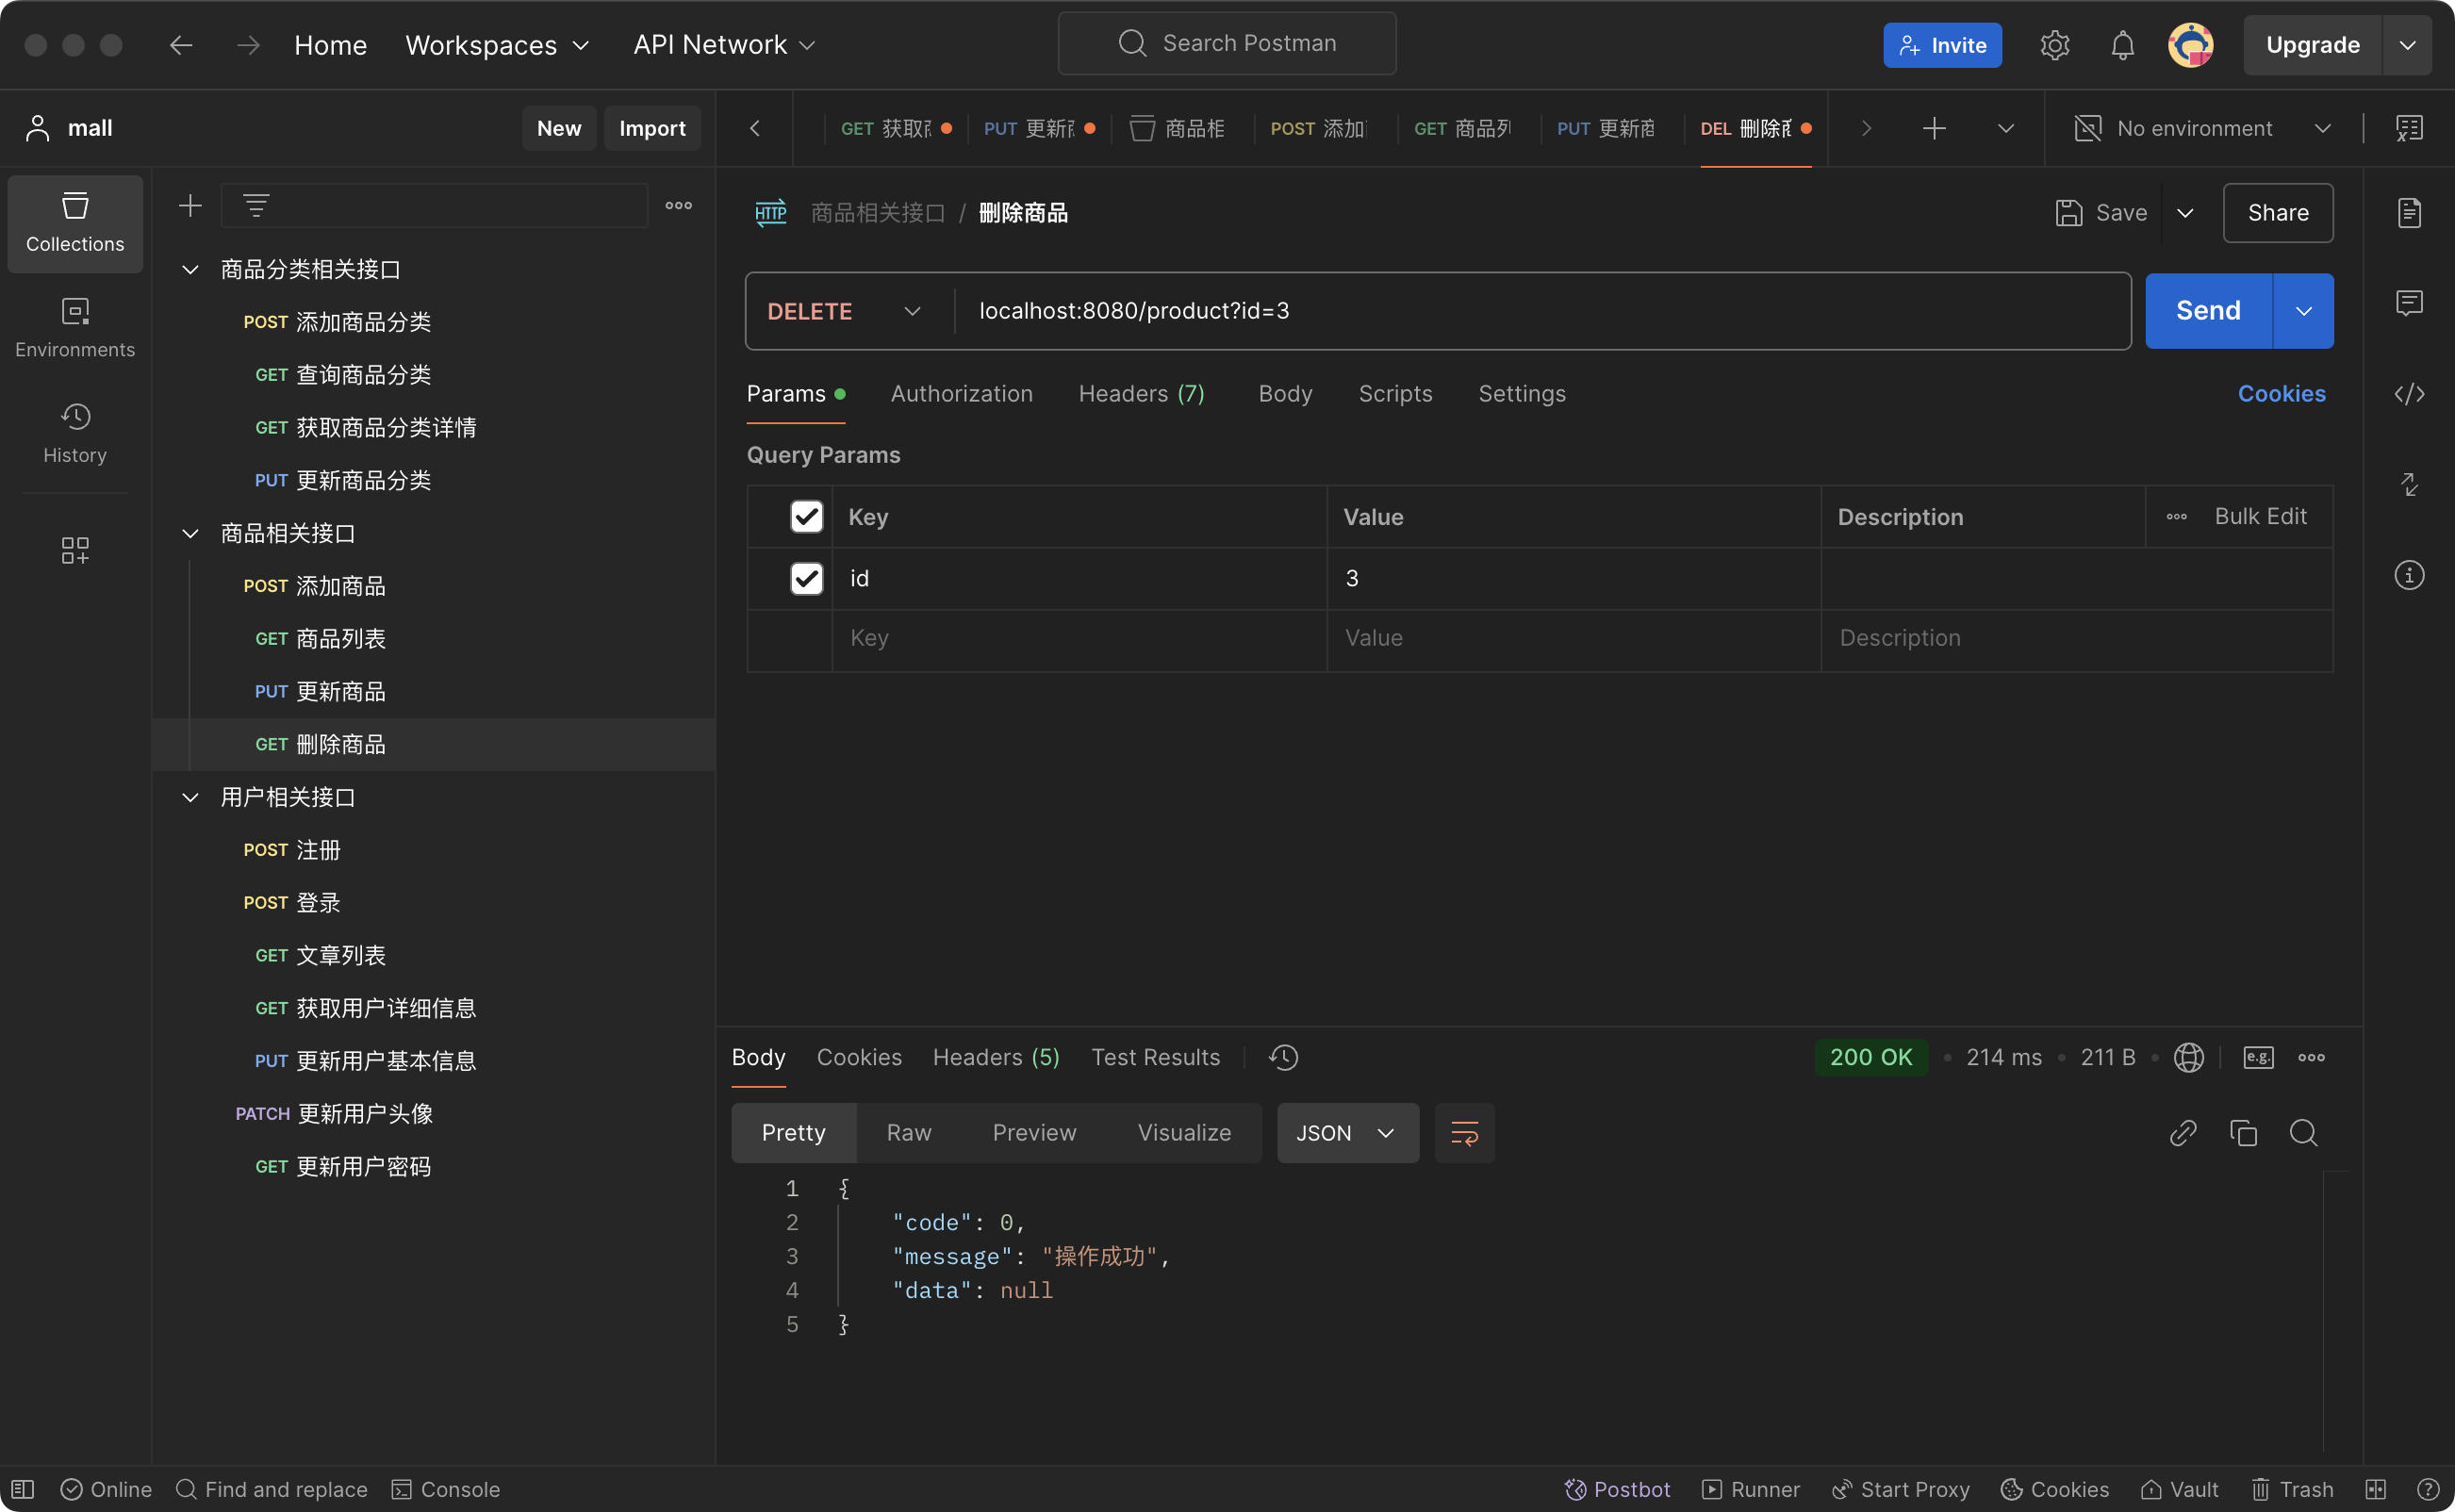 Home Workspaces API Network Search Postman Invite Upgrade
mall New Import
GET 获取 PUT 更新 商品相 POST 添加 GET 商品列 PUT 更新商 DEL 删除商 No environment
Collections
Environments
History
商品分类相关接口
POST 添加商品分类
GET 查询商品分类
GET 获取商品分类详情
PUT 更新商品分类
商品相关接口
POST 添加商品
GET 商品列表
PUT 更新商品
GET 删除商品
用户相关接口
POST 注册
POST 登录
GET 文章列表
GET 获取用户详细信息
PUT 更新用户基本信息
PATCH 更新用户头像
GET 更新用户密码
HTTP 商品相关接口 / 删除商品 Save Share
DELETE localhost:8080/product?id=3 Send
Params Authorization Headers (7) Body Scripts Settings Cookies
Query Params
Key Value Description Bulk Edit
id 3
Key Value Description
Body Cookies Headers (5) Test Results 200 OK 214 ms 211 B e.g.
Pretty Raw Preview Visualize JSON
1 {
2 "code": 0,
3 "message": "操作成功",
4 "data": null
5 }
Online Find and replace Console Postbot Runner Start Proxy Cookies Vault Trash